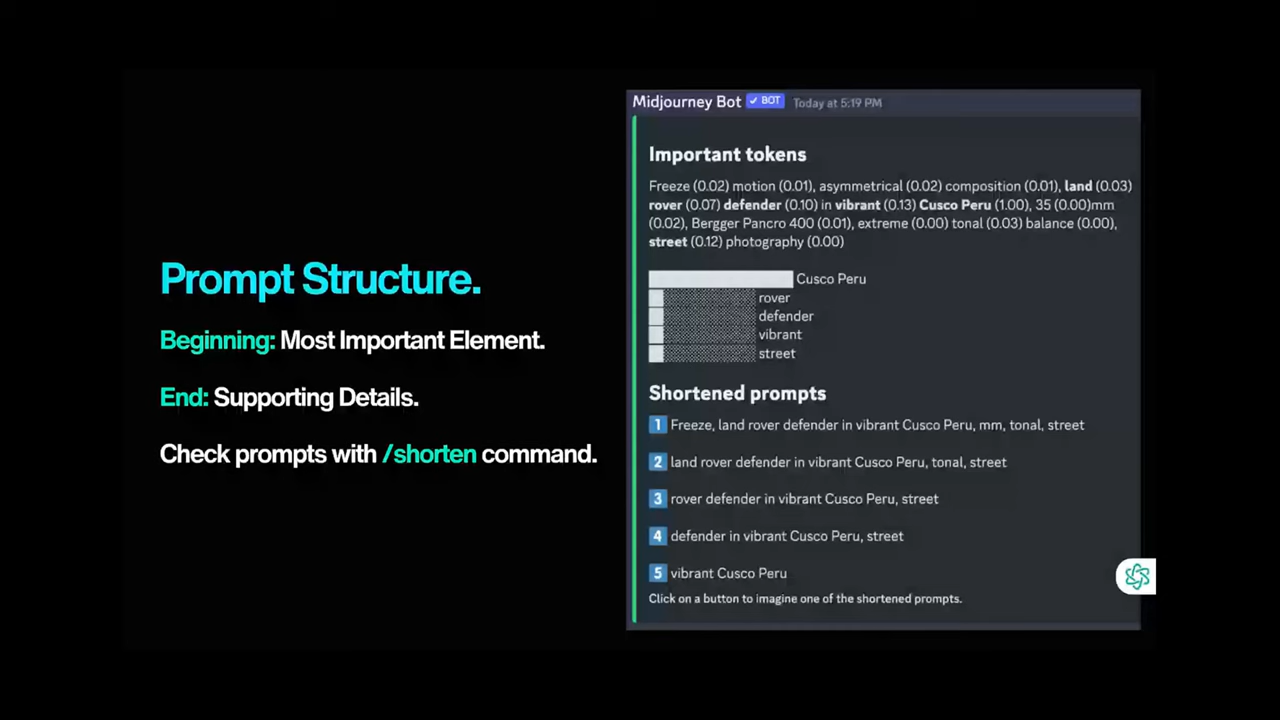 Prompt Structure.
Beginning: Most Important Element.
End: Supporting Details.
Check prompts with /shorten command.
Midjourney Bot ✓ BOT Today at 5:19 PM
Important tokens
Freeze (0.02) motion (0.01), asymmetrical (0.02) composition (0.01), land (0.03)
rover (0.07) defender (0.10) in vibrant (0.13) Cusco Peru (1.00), 35 (0.00)mm
(0.02), Bergger Pancro 400 (0.01), extreme (0.00) tonal (0.03) balance (0.00),
street (0.12) photography (0.00)
Cusco Peru
rover
defender
vibrant
street
Shortened prompts
1 Freeze, land rover defender in vibrant Cusco Peru, mm, tonal, street
2 land rover defender in vibrant Cusco Peru, tonal, street
3 rover defender in vibrant Cusco Peru, street
4 defender in vibrant Cusco Peru, street
5 vibrant Cusco Peru
Click on a button to imagine one of the shortened prompts.